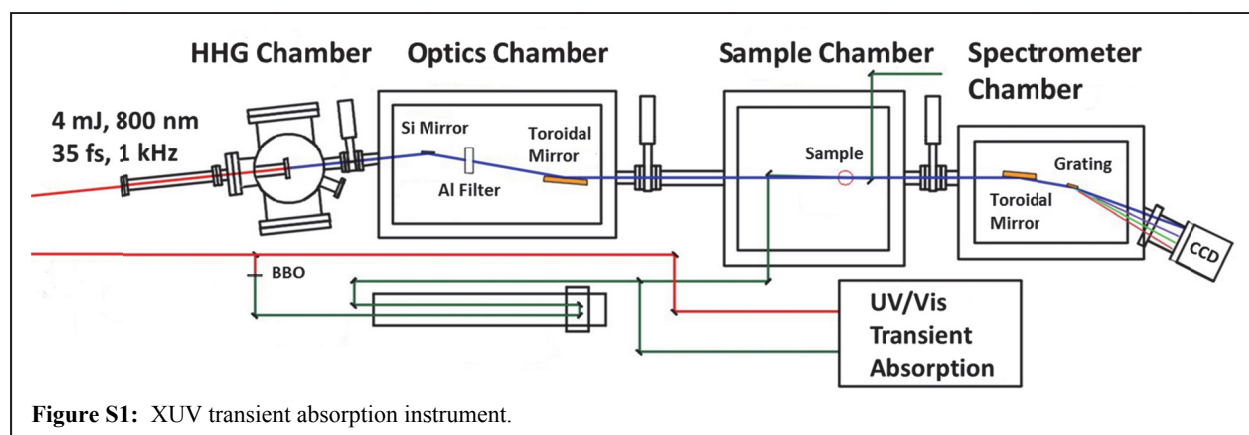 HHG Chamber
Optics Chamber
Sample Chamber
Spectrometer
Chamber
4 mJ, 800 nm
35 fs, 1 kHz
Si Mirror
Toroidal
Mirror
Al Filter
Sample
Grating
Toroidal
Mirror
CCD
BBO
UV/Vis
Transient
Absorption
Figure S1: XUV transient absorption instrument.